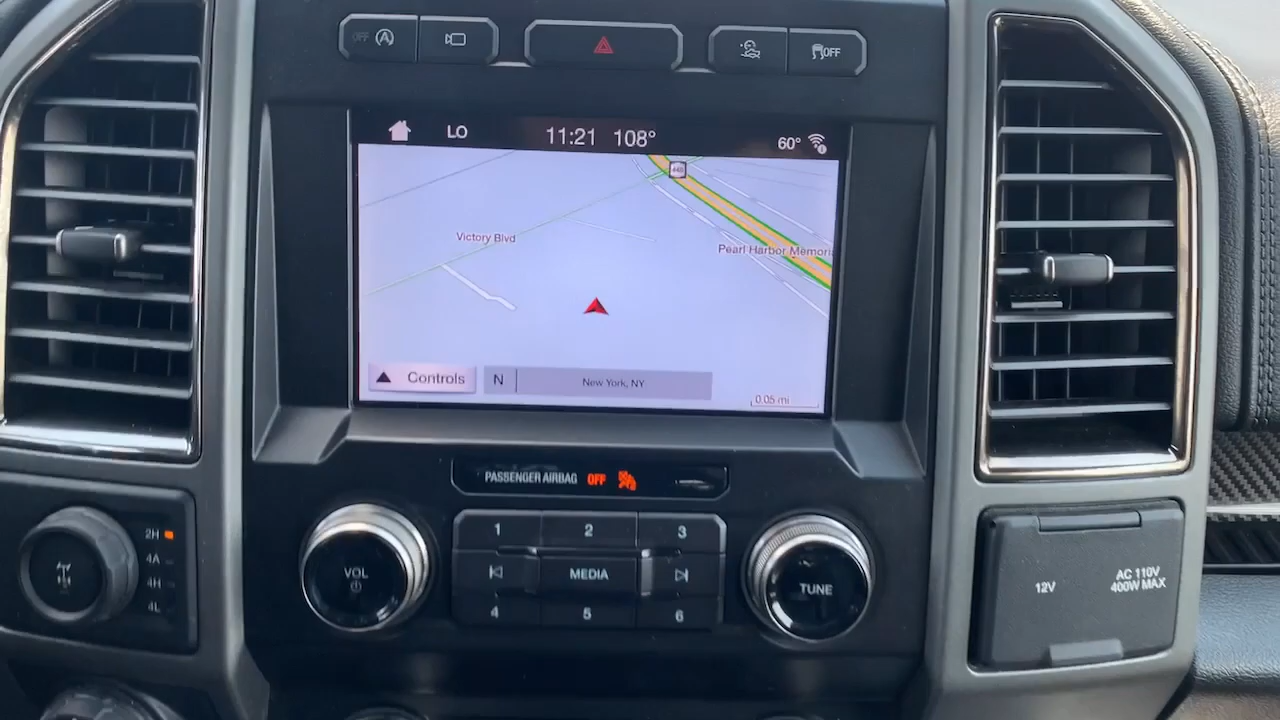 OFF
OFF
LO
11:21 108°
60°
440
Victory Blvd
Pearl Harbor Memori
Controls
N
New York, NY
0.05 mi
PASSENGER AIRBAG OFF
2H
4A
4H
4L
VOL
1 2 3
MEDIA
4 5 6
TUNE
12V
AC 110V
400W MAX